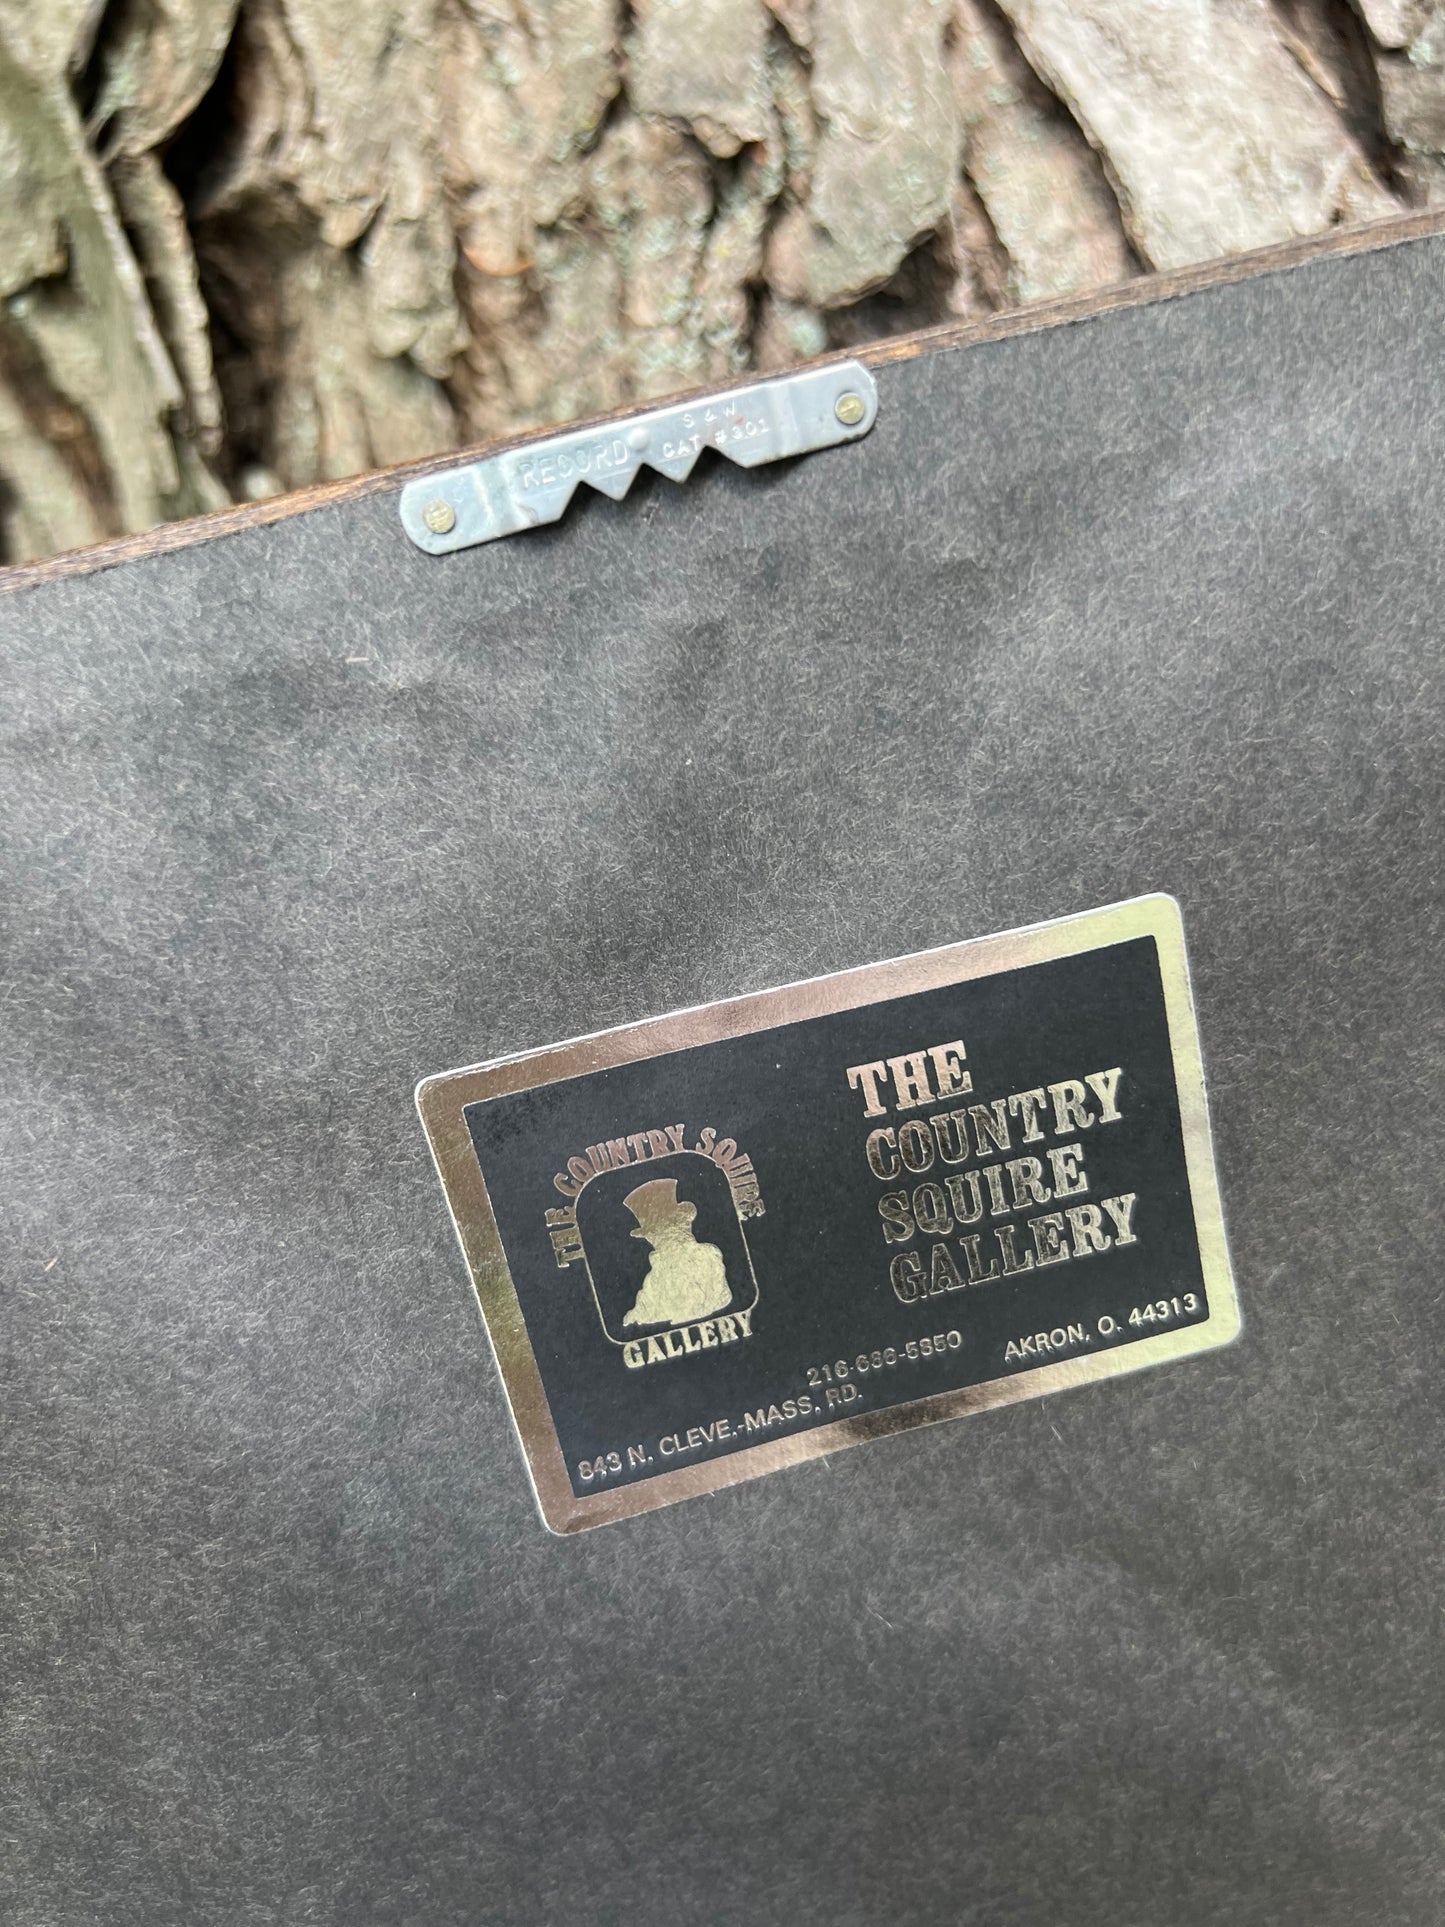 S & W
RECORD CAT #301
THE COUNTRY SQUIRE
GALLERY
THE
COUNTRY
SQUIRE
GALLERY
216-686-5850
843 N. CLEVE.-MASS. RD.
AKRON, O. 44313